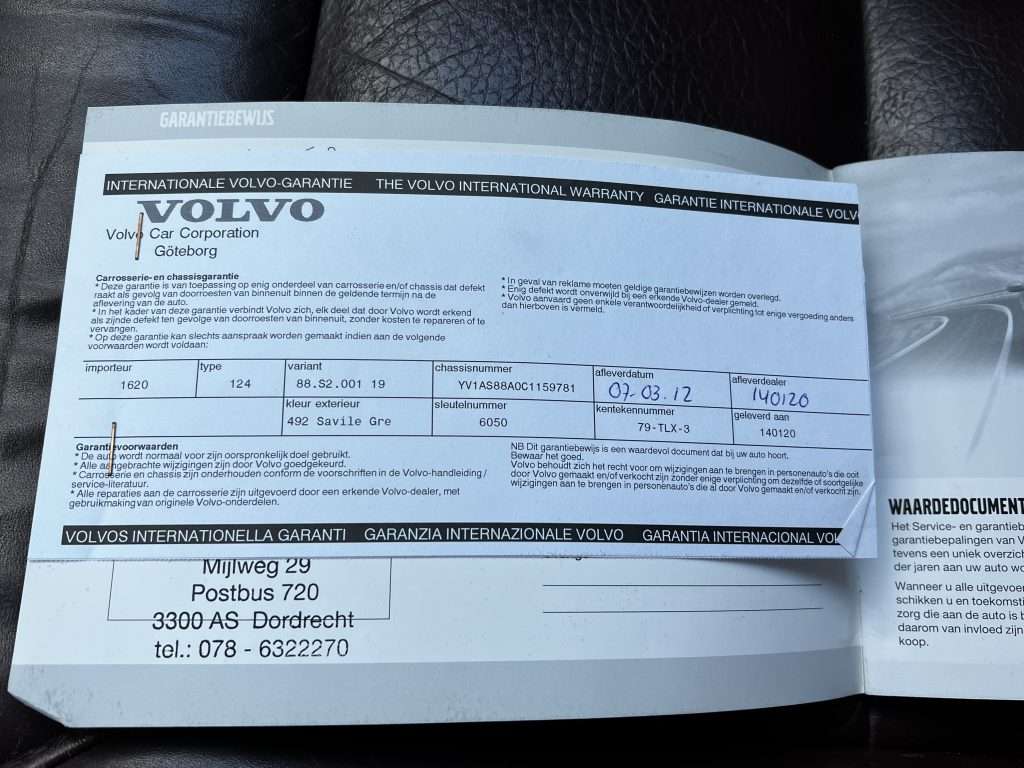 GARANTIEBEWIJS
INTERNATIONALE VOLVO-GARANTIE THE VOLVO INTERNATIONAL WARRANTY GARANTIE INTERNATIONALE VOLV
VOLVO
Volvo Car Corporation
Göteborg
Carrosserie- en chassisgarantie
* Deze garantie is van toepassing op enig onderdeel van carrosserie en/of chassis dat defekt
raakt als gevolg van doorroesten van binnenuit binnen de geldende termijn na de
aflevering van de auto.
* In het kader van deze garantie verbindt Volvo zich, elk deel dat door Volvo wordt erkend
als zijnde defekt ten gevolge van doorroesten van binnenuit, zonder kosten te repareren of te
vervangen.
* Op deze garantie kan slechts aanspraak worden gemaakt indien aan de volgende
voorwaarden wordt voldaan:
* In geval van reklame moeten geldige garantiebewijzen worden overlegd.
* Enig defekt wordt onverwijld bij een erkende Volvo-dealer gemeld.
* Volvo aanvaard geen enkele verantwoordelijkheid of verplichting tot enige vergoeding anders
dan hierboven is vermeld.
importeur type variant chassisnummer afleverdatum afleverdealer
1620 124 88.S2.001 19 YV1AS88A0C1159781 07-03.12 140120
kleur exterieur sleutelnummer kentekennummer geleverd aan
492 Savile Gre 6050 79-TLX-3 140120
Garantievoorwaarden
* De auto wordt normaal voor zijn oorspronkelijk doel gebruikt.
* Alle aangebrachte wijzigingen zijn door Volvo goedgekeurd.
* Carrosserie en chassis zijn onderhouden conform de voorschriften in de Volvo-handleiding /
service-literatuur.
* Alle reparaties aan de carrosserie zijn uitgevoerd door een erkende Volvo-dealer, met
gebruikmaking van originele Volvo-onderdelen.
NB Dit garantiebewijs is een waardevol document dat bij uw auto hoort.
Bewaar het goed.
Volvo behoudt zich het recht voor om wijzigingen aan te brengen in personenauto's die ooit
door Volvo gemaakt en/of verkocht zijn zonder enige verplichting om dezelfde of soortgelijke
wijzigingen aan te brengen in personenauto's die al door Volvo gemaakt en/of verkocht zijn.
VOLVOS INTERNATIONELLA GARANTI GARANZIA INTERNAZIONALE VOLVO GARANTIA INTERNACIONAL VOL
Mijlweg 29
Postbus 720
3300 AS Dordrecht
tel.: 078 - 6322270
WAARDEDOCUMENT
Het Service- en garantieb
garantiebepalingen van V
tevens een uniek overzich
der jaren aan uw auto wo
Wanneer u alle uitgevoer
schikken u en toekomsti
zorg die aan de auto is b
daarom van invloed zijn
koop.